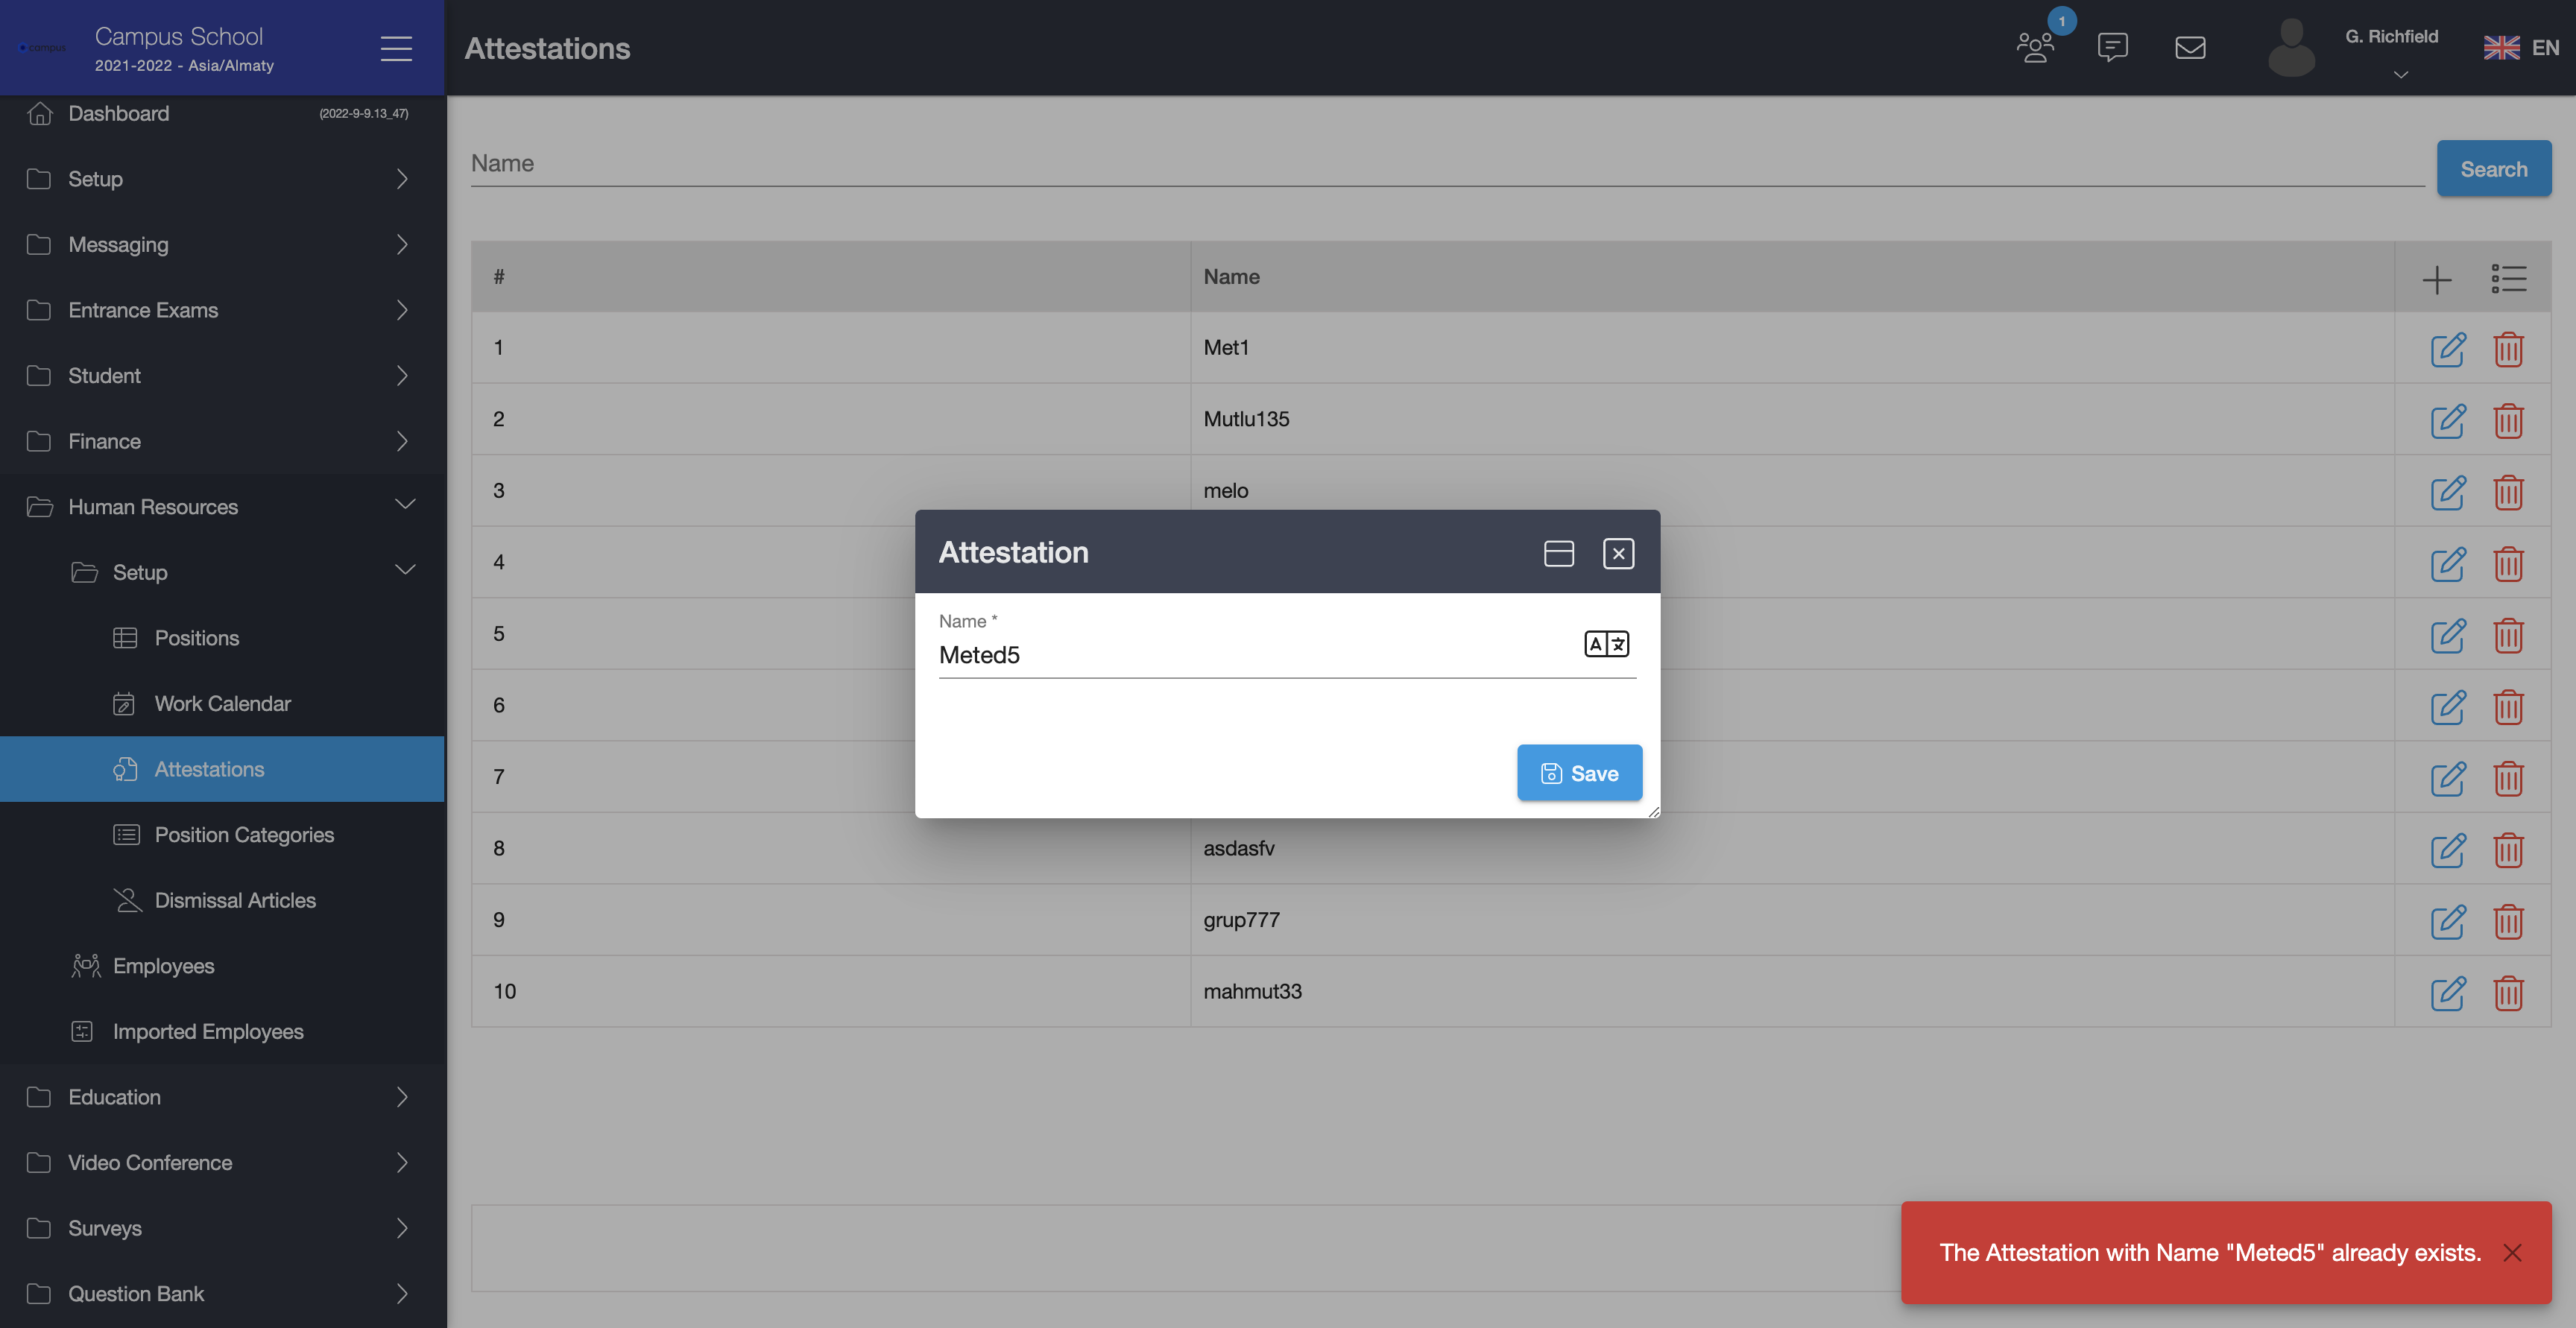 campus
Campus School
2021-2022 - Asia/Almaty
Attestations
1
G. Richfield
EN
Dashboard
(2022-9-9.13_47)
Setup
Messaging
Entrance Exams
Student
Finance
Human Resources
Setup
Positions
Work Calendar
Attestations
Position Categories
Dismissal Articles
Employees
Imported Employees
Education
Video Conference
Surveys
Question Bank
Name
Search
# Name
1 Met1
2 Mutlu135
3 melo
4
5
6
7
8 asdasfv
9 grup777
10 mahmut33
Attestation
Name *
Meted5
A 文
Save
The Attestation with Name "Meted5" already exists.